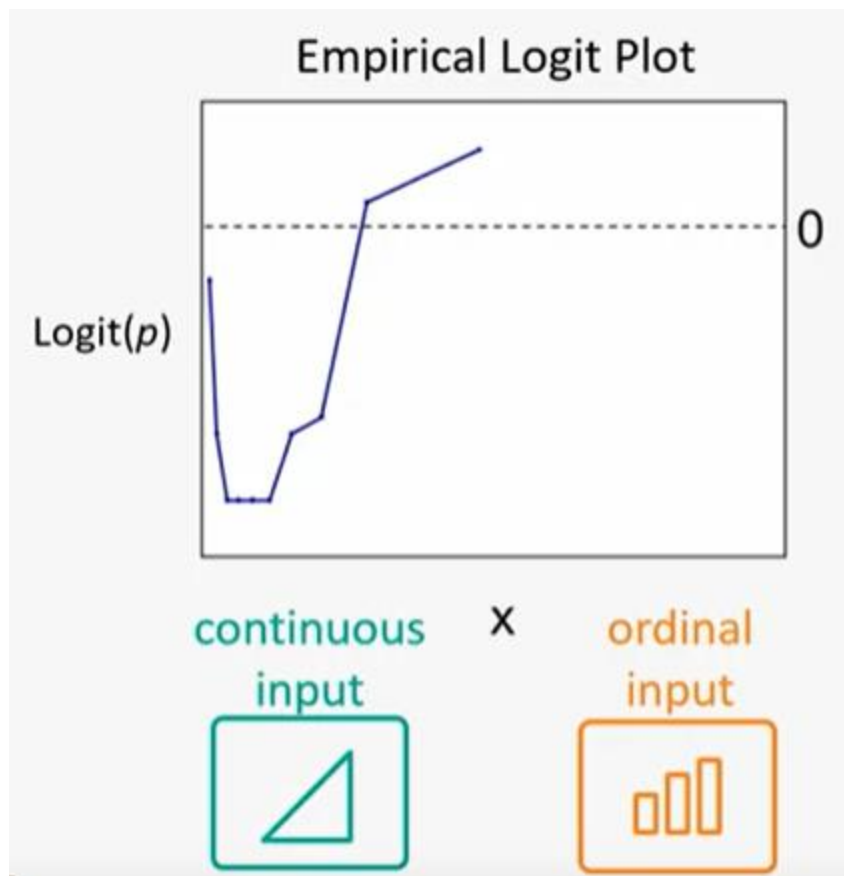 Empirical Logit Plot
0
Logit(p)
continuous x ordinal
input input